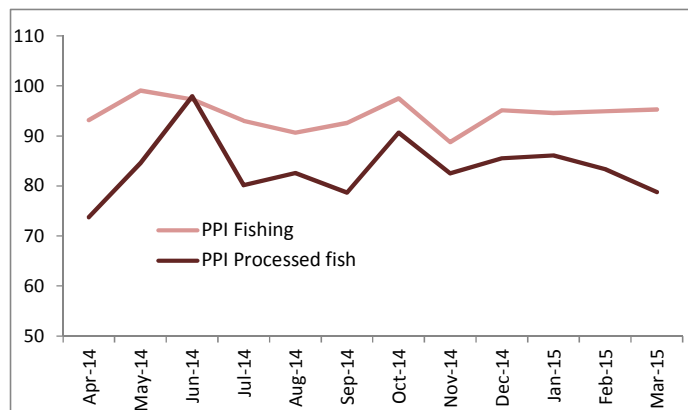 110
100
90
80
70
60
50
PPI Fishing
PPI Processed fish
Apr-14
May-14
Jun-14
Jul-14
Aug-14
Sep-14
Oct-14
Nov-14
Dec-14
Jan-15
Feb-15
Mar-15